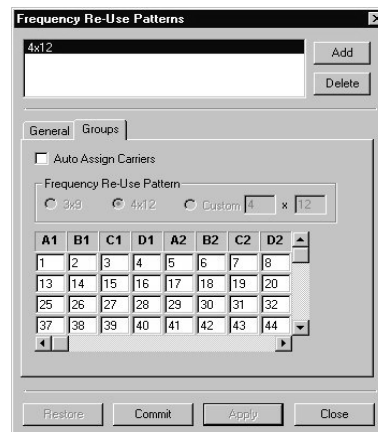 Frequency Re-Use Patterns
4x12
Add
Delete
General Groups
Auto Assign Carriers
Frequency Re-Use Pattern
3x9 4x12 Custom 4 x 12
A1 B1 C1 D1 A2 B2 C2 D2
1 2 3 4 5 6 7 8
13 14 15 16 17 18 19 20
25 26 27 28 29 30 31 32
37 38 39 40 41 42 43 44
Restore Commit Apply Close